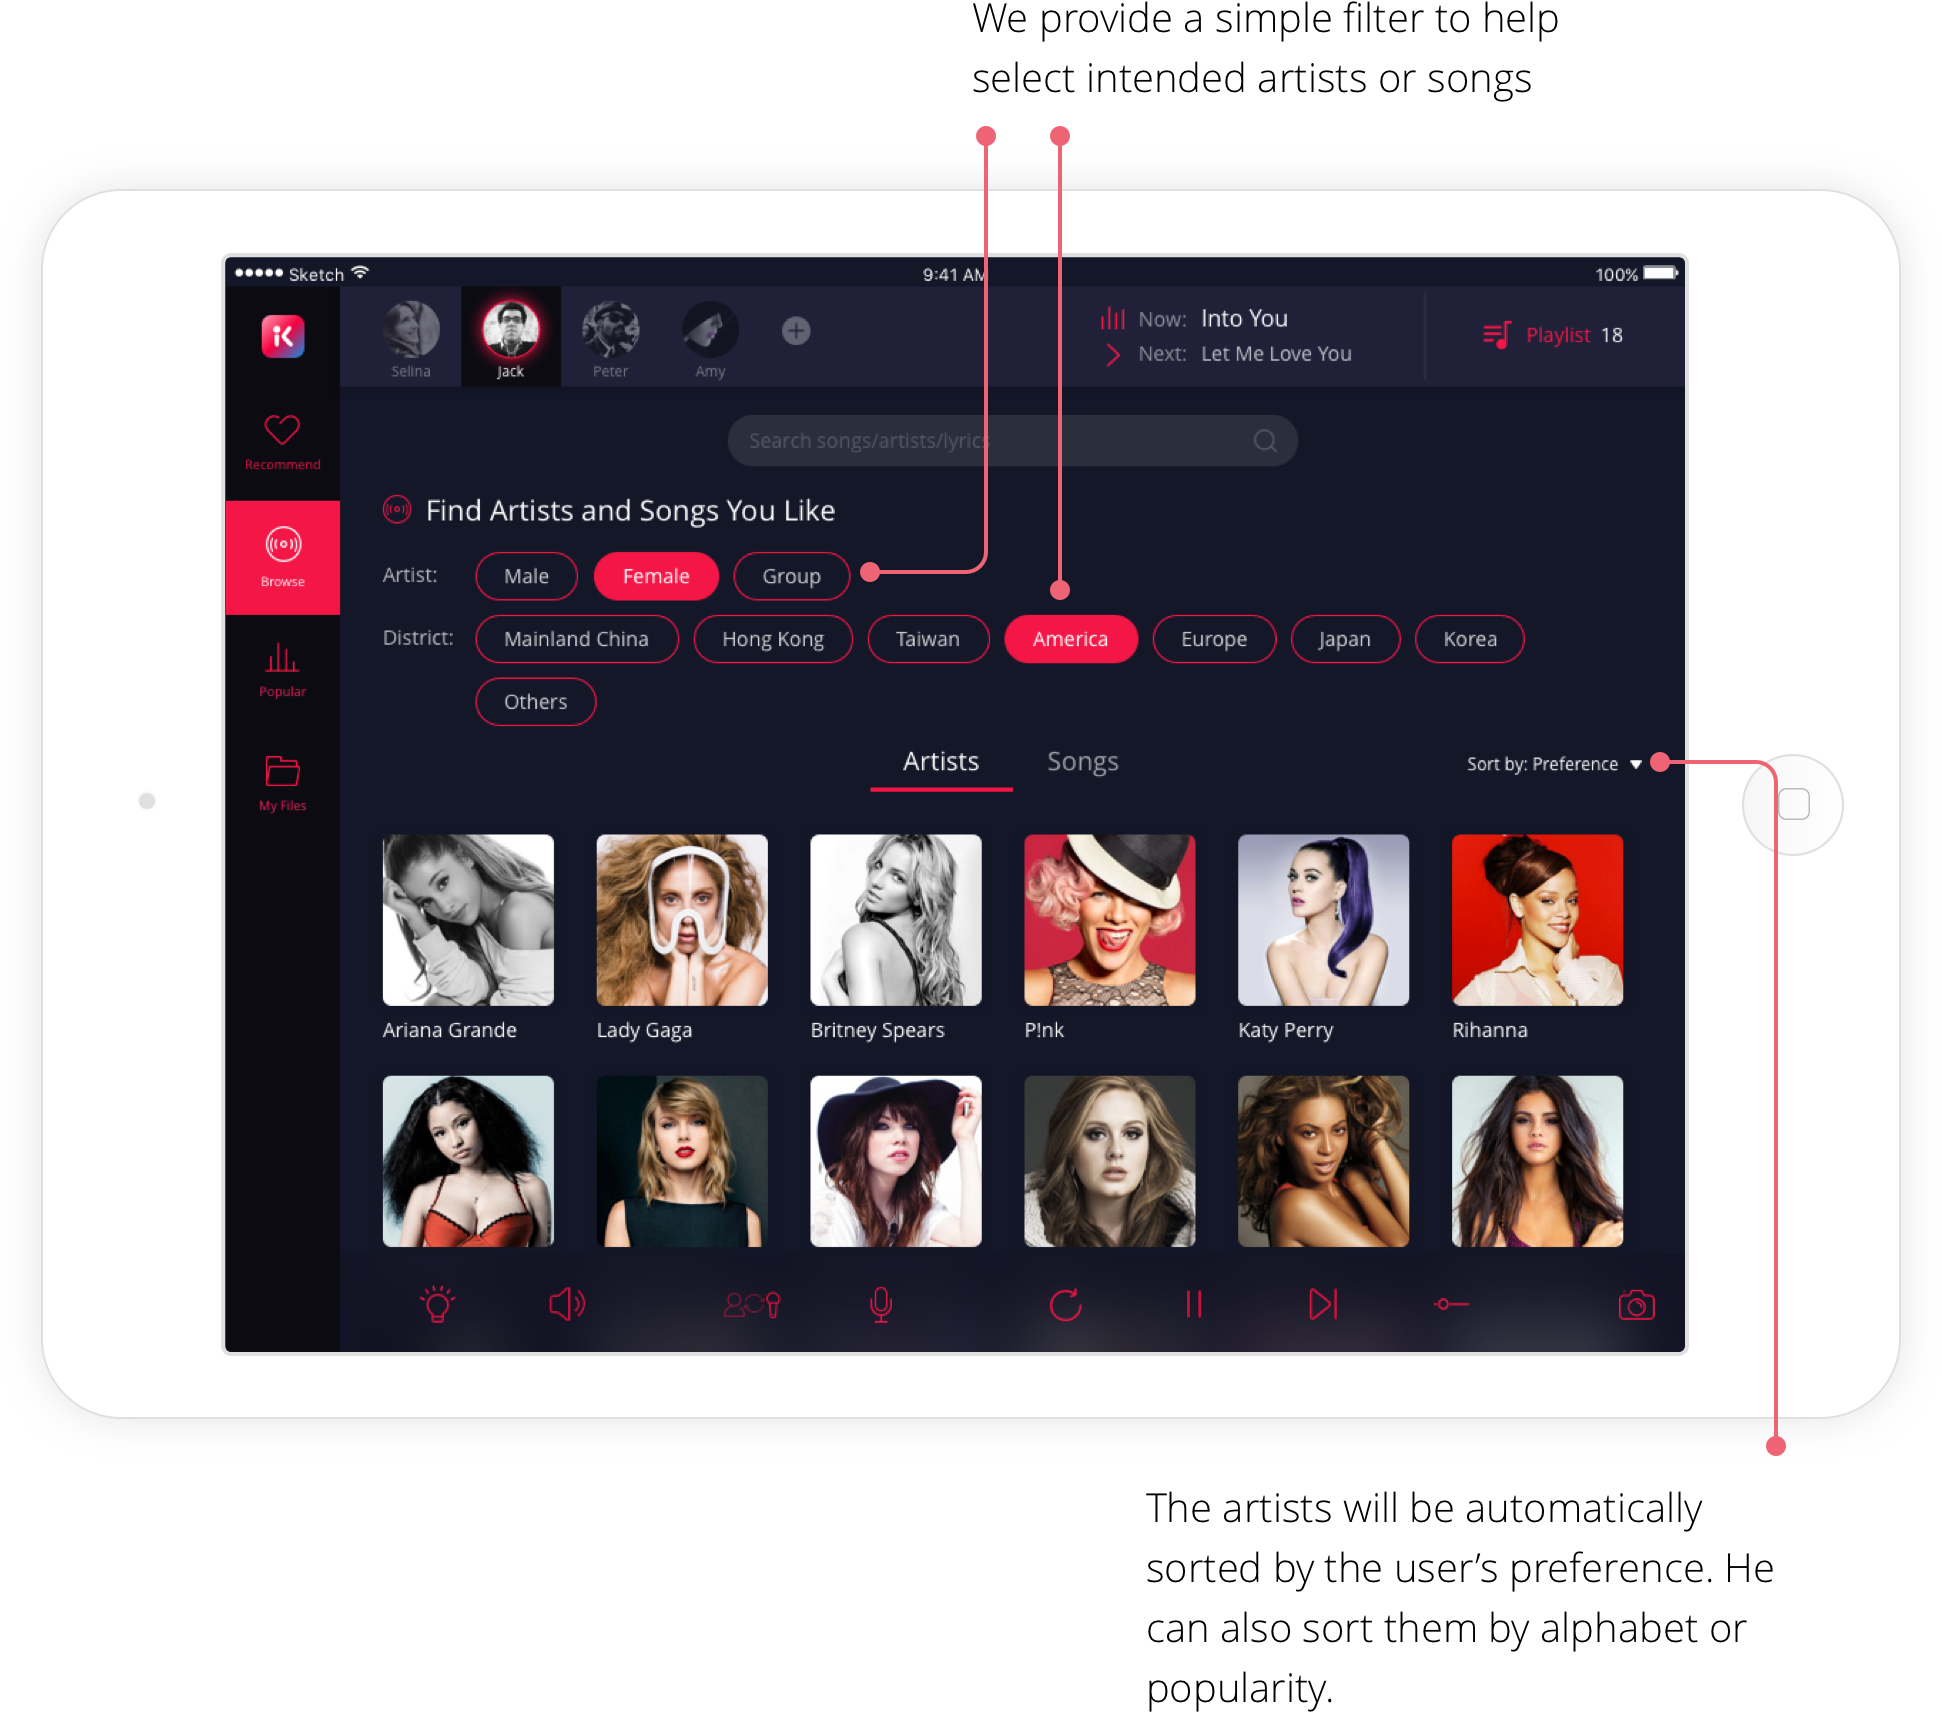 We provide a simple filter to help
select intended artists or songs
Sketch
9:41 AM
100%
iK
Selina
Jack
Peter
Amy
Now: Into You
Next: Let Me Love You
Playlist 18
Recommend
Browse
Popular
My Files
Search songs/artists/lyrics
Find Artists and Songs You Like
Artist: Male Female Group
District: Mainland China Hong Kong Taiwan America Europe Japan Korea
Others
Artists Songs
Sort by: Preference
Ariana Grande Lady Gaga Britney Spears P!nk Katy Perry Rihanna
The artists will be automatically
sorted by the user’s preference. He
can also sort them by alphabet or
popularity.